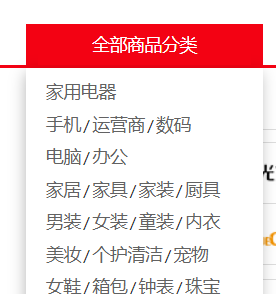 全部商品分类
家用电器
手机/运营商/数码
电脑/办公
家居/家具/家装/厨具
男装/女装/童装/内衣
美妆/个护清洁/宠物
女鞋/箱包/钟表/珠宝